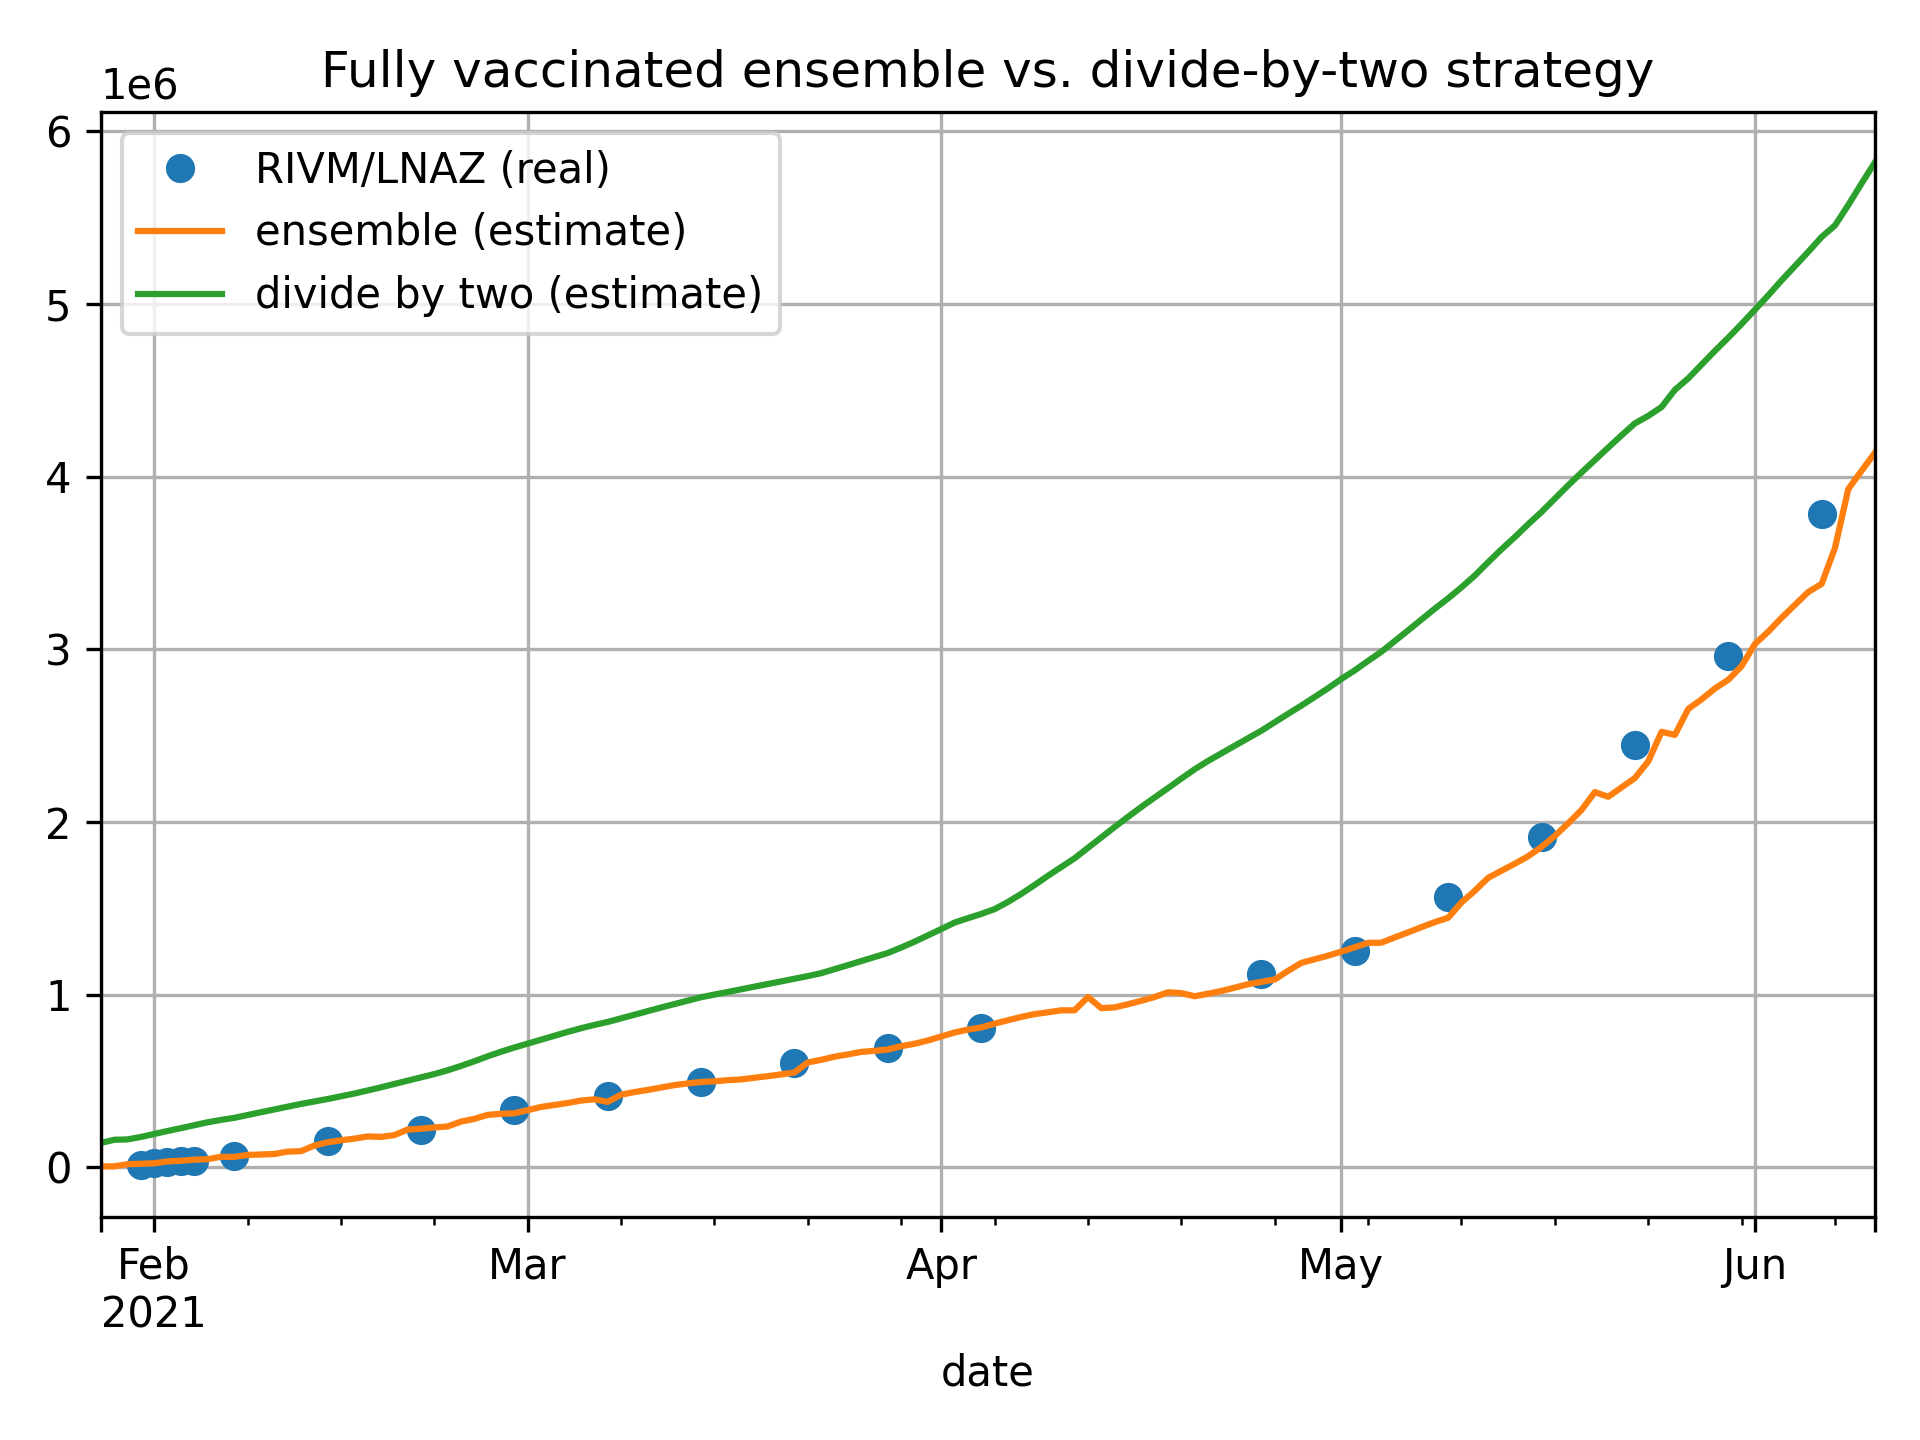 Fully vaccinated ensemble vs. divide-by-two strategy
1e6
6
5
4
3
2
1
0
RIVM/LNAZ (real)
ensemble (estimate)
divide by two (estimate)
Feb Mar Apr May Jun
2021
date